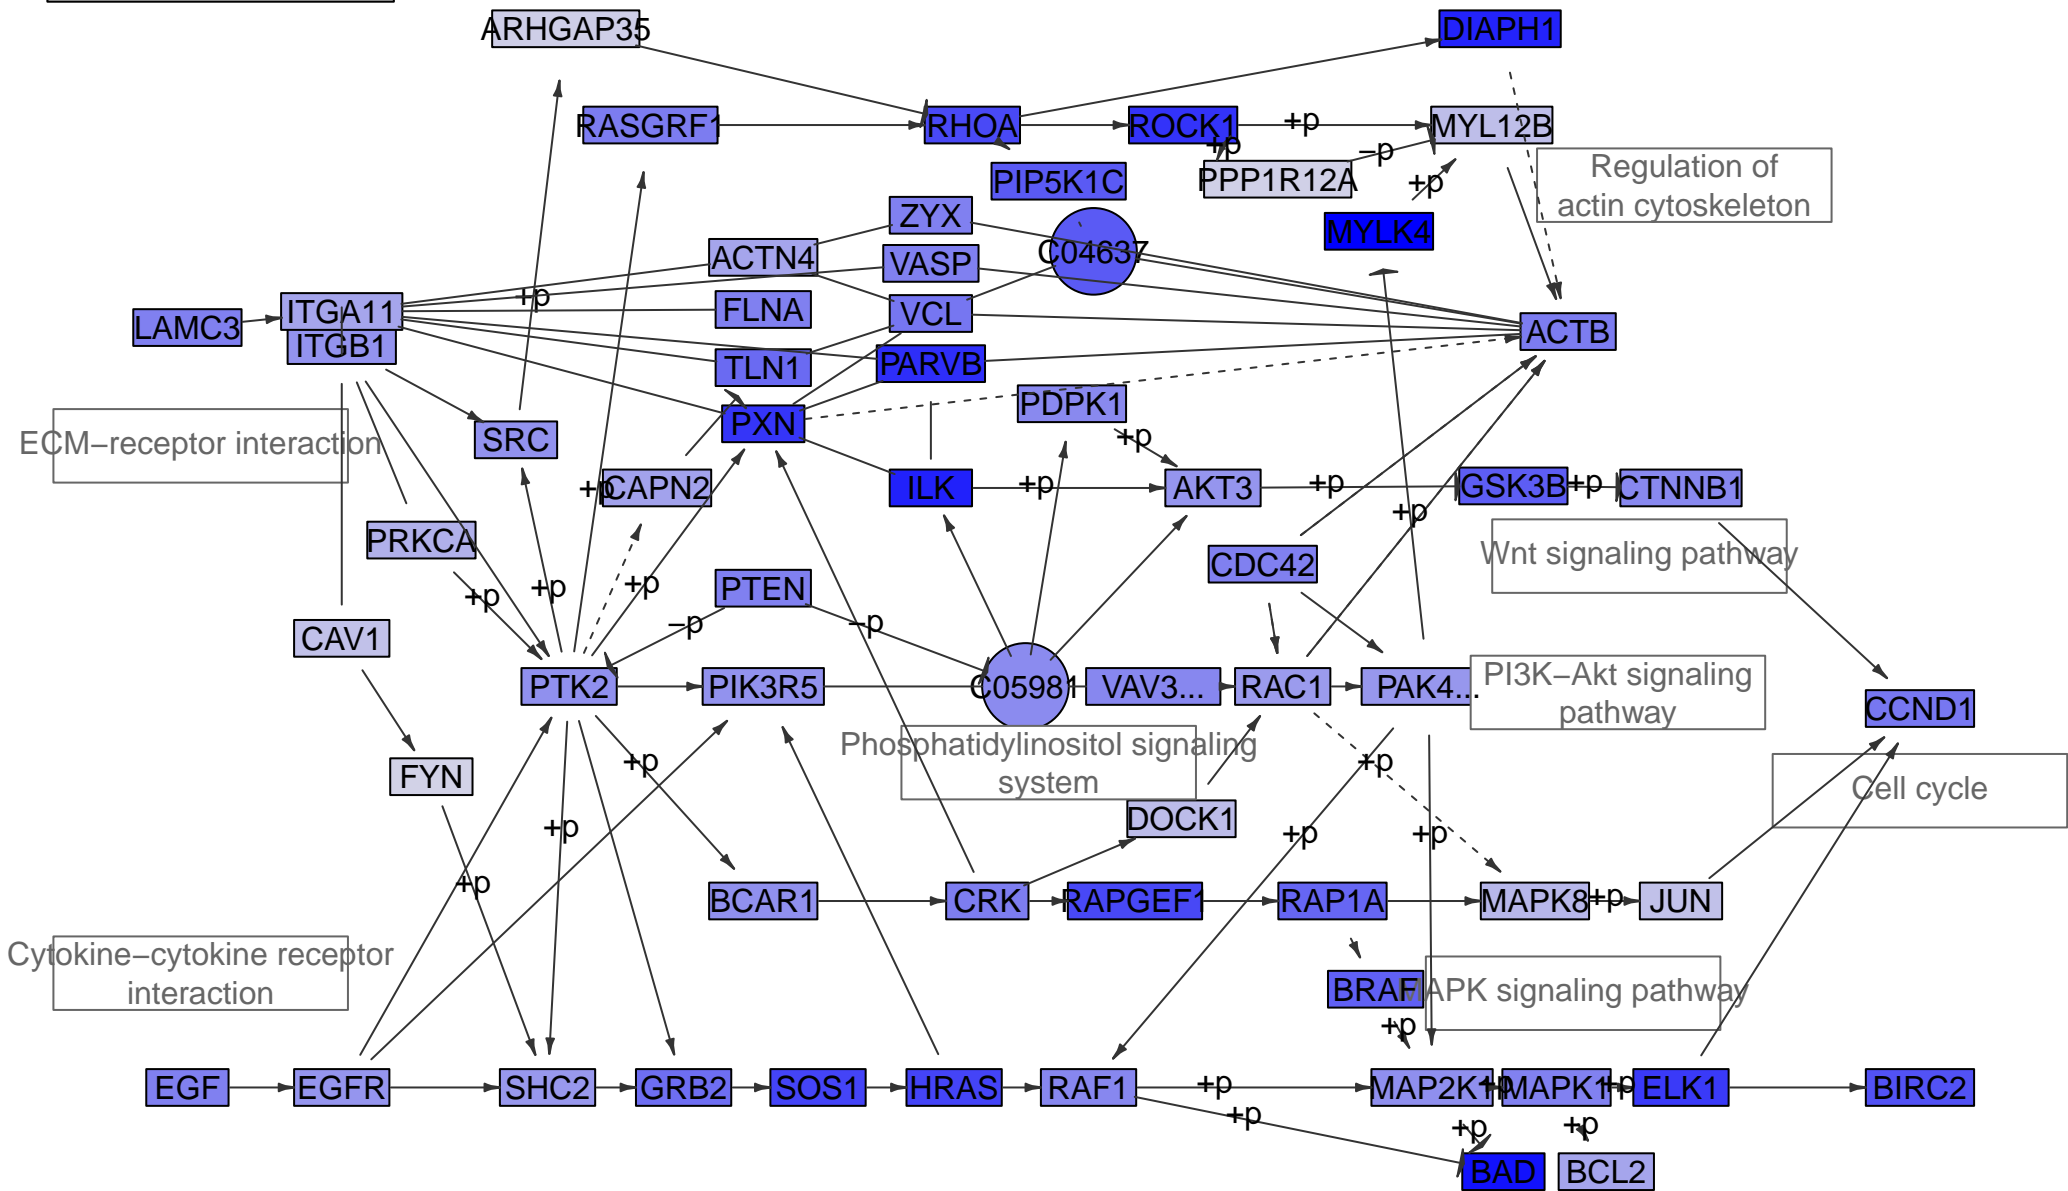 ARHGAP35
DIAPH1
RASGRF1
RHOA
ROCK1
+p
MYL12B
+p
–p
PIP5K1C
PPP1R12A
+p
Regulation of
actin cytoskeleton
ZYX
MYLK4
ACTN4
VASP
C04637
+p
LAMC3
ITGA11
FLNA
VCL
ACTB
ITGB1
TLN1
PARVB
PDPK1
PXN
+p
ECM–receptor interaction
SRC
+p
CAPN2
ILK
+p
AKT3
+p
GSK3B
+p
CTNNB1
+p
PRKCA
Wnt signaling pathway
CDC42
+p
+p
+p
PTEN
–p
–p
CAV1
PTK2
PIK3R5
C05981
VAV3...
RAC1
PAK4...
PI3K–Akt signaling
pathway
CCND1
Phosphatidylinositol signaling
system
FYN
+p
+p
Cell cycle
+p
DOCK1
+p
+p
+p
BCAR1
CRK
RAPGEF1
RAP1A
MAPK8
+p
JUN
Cytokine–cytokine receptor
interaction
BRAF
MAPK signaling pathway
+p
EGF
EGFR
SHC2
GRB2
SOS1
HRAS
RAF1
+p
MAP2K1
+p
MAPK1
+p
ELK1
BIRC2
+p
+p
+p
BAD
BCL2